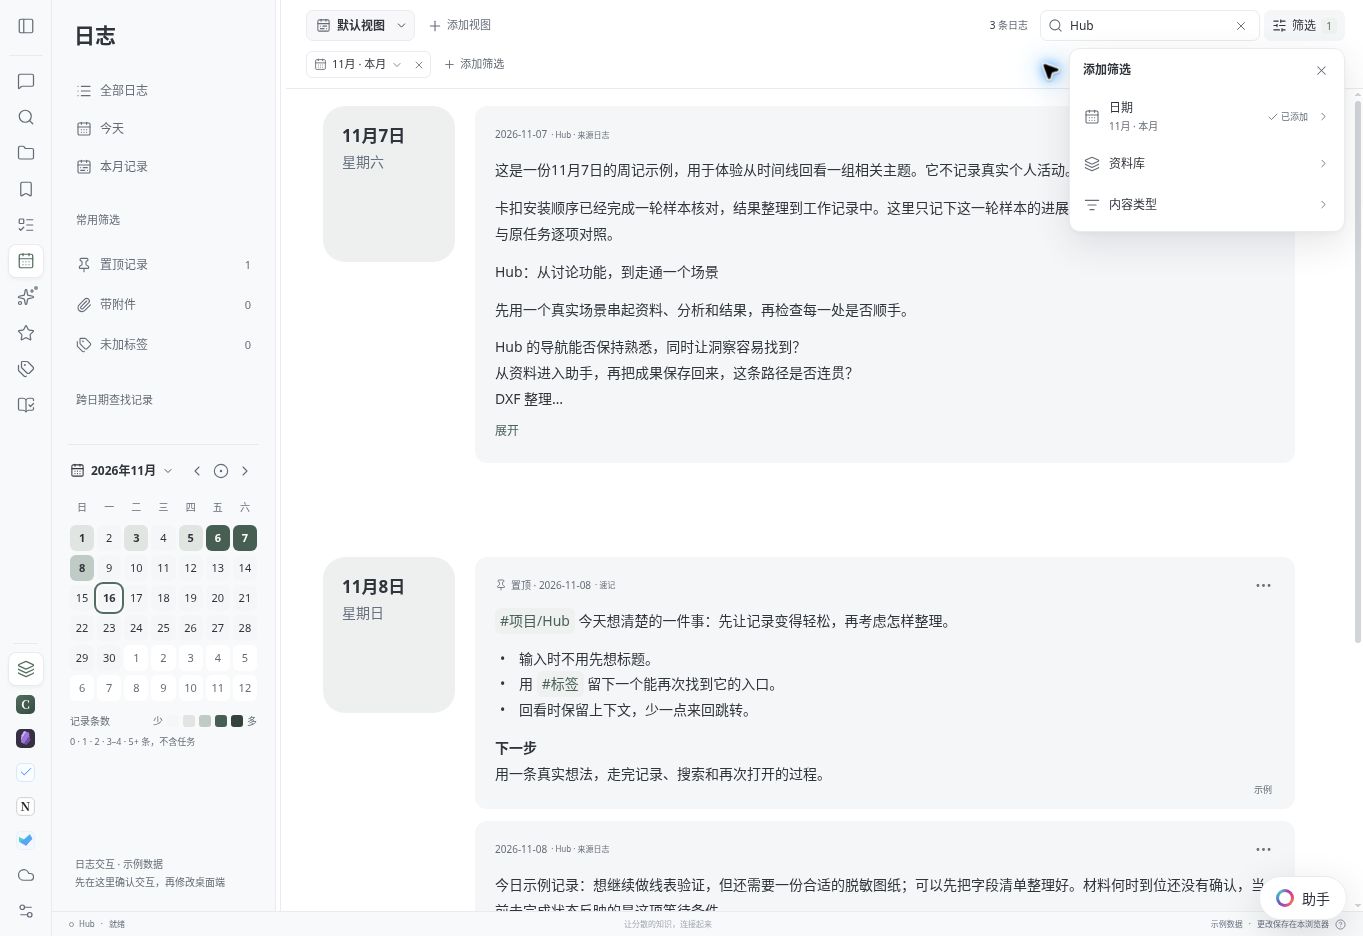 日志
全部日志
今天
本月记录
常用筛选
置顶记录 1
带附件 0
未加标签 0
跨日期查找记录
2026年11月
日 一 二 三 四 五 六
1 2 3 4 5 6 7
8 9 10 11 12 13 14
15 16 17 18 19 20 21
22 23 24 25 26 27 28
29 30 1 2 3 4 5
6 7 8 9 10 11 12
记录条数 少 多
0 · 1 · 2 · 3–4 · 5+ 条，不含任务
日志交互 · 示例数据
先在这里确认交互，再修改桌面端
C
N
默认视图 添加视图 3 条日志 Hub 筛选 1
11月 · 本月 添加筛选
添加筛选
日期
11月 · 本月 已添加
资料库
内容类型
11月7日
星期六
2026-11-07 · Hub · 来源日志
这是一份11月7日的周记示例，用于体验从时间线回看一组相关主题。它不记录真实个人活动。
卡扣安装顺序已经完成一轮样本核对，结果整理到工作记录中。这里只记下这一轮样本的进展
与原任务逐项对照。
Hub：从讨论功能，到走通一个场景
先用一个真实场景串起资料、分析和结果，再检查每一处是否顺手。
Hub 的导航能否保持熟悉，同时让洞察容易找到？
从资料进入助手，再把成果保存回来，这条路径是否连贯？
DXF 整理…
展开
11月8日
星期日
置顶 · 2026-11-08 · 速记
#项目/Hub 今天想清楚的一件事：先让记录变得轻松，再考虑怎样整理。
• 输入时不用先想标题。
• 用 #标签 留下一个能再次找到它的入口。
• 回看时保留上下文，少一点来回跳转。
下一步
用一条真实想法，走完记录、搜索和再次打开的过程。
示例
2026-11-08 · Hub · 来源日志
今日示例记录：想继续做线表验证，但还需要一份合适的脱敏图纸；可以先把字段清单整理好。材料何时到位还没有确认，当
前未完成状态反映的是这项等待条件
助手
Hub · 就绪
让分散的知识，连接起来
示例数据 · 更改保存在本浏览器